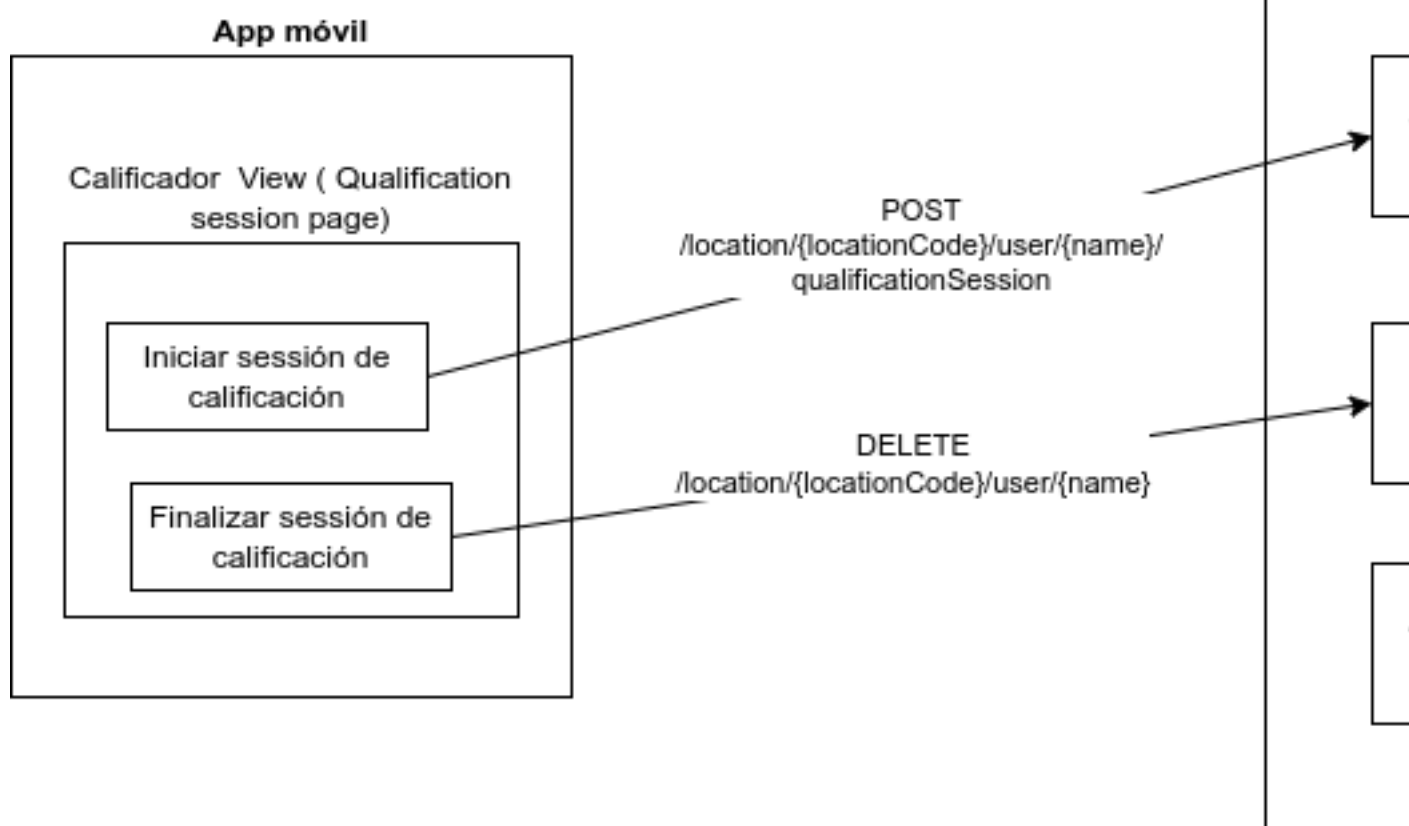 App móvil
Calificador View ( Qualification
session page)
POST
/location/{locationCode}/user/{name}/
qualificationSession
Iniciar sessión de
calificación
DELETE
/location/{locationCode}/user/{name}
Finalizar sessión de
calificación